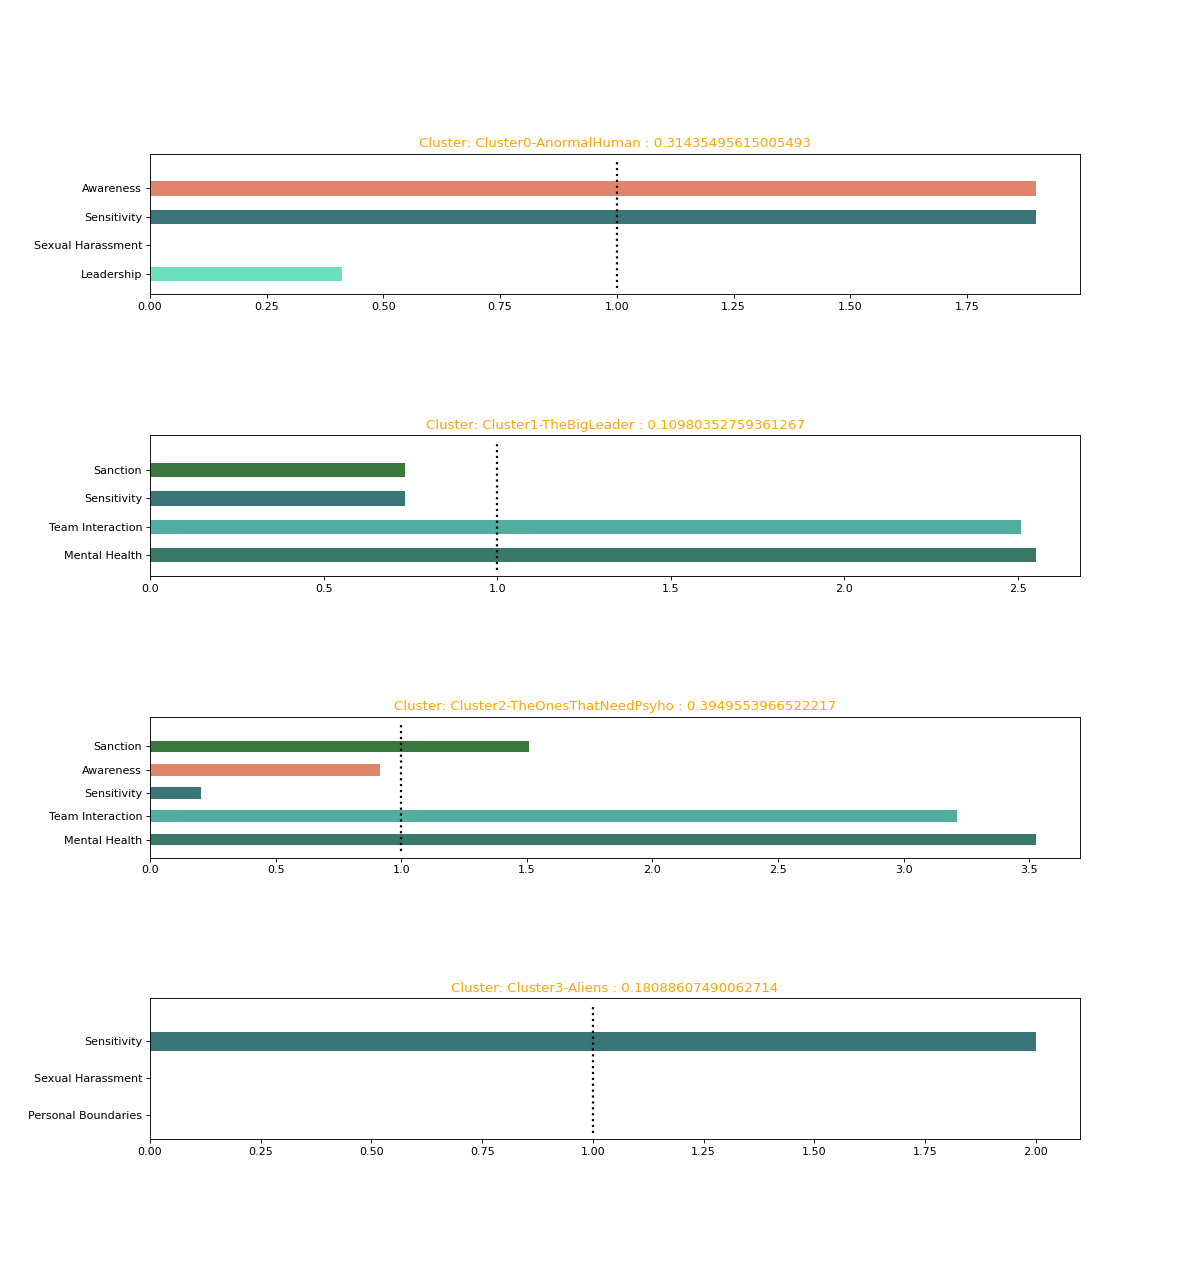 Cluster: Cluster0-AnormalHuman : 0.31435495615005493
Awareness
Sensitivity
Sexual Harassment
Leadership
0.00 0.25 0.50 0.75 1.00 1.25 1.50 1.75
Cluster: Cluster1-TheBigLeader : 0.10980352759361267
Sanction
Sensitivity
Team Interaction
Mental Health
0.0 0.5 1.0 1.5 2.0 2.5
Cluster: Cluster2-TheOnesThatNeedPsyho : 0.3949553966522217
Sanction
Awareness
Sensitivity
Team Interaction
Mental Health
0.0 0.5 1.0 1.5 2.0 2.5 3.0 3.5
Cluster: Cluster3-Aliens : 0.18088607490062714
Sensitivity
Sexual Harassment
Personal Boundaries
0.00 0.25 0.50 0.75 1.00 1.25 1.50 1.75 2.00